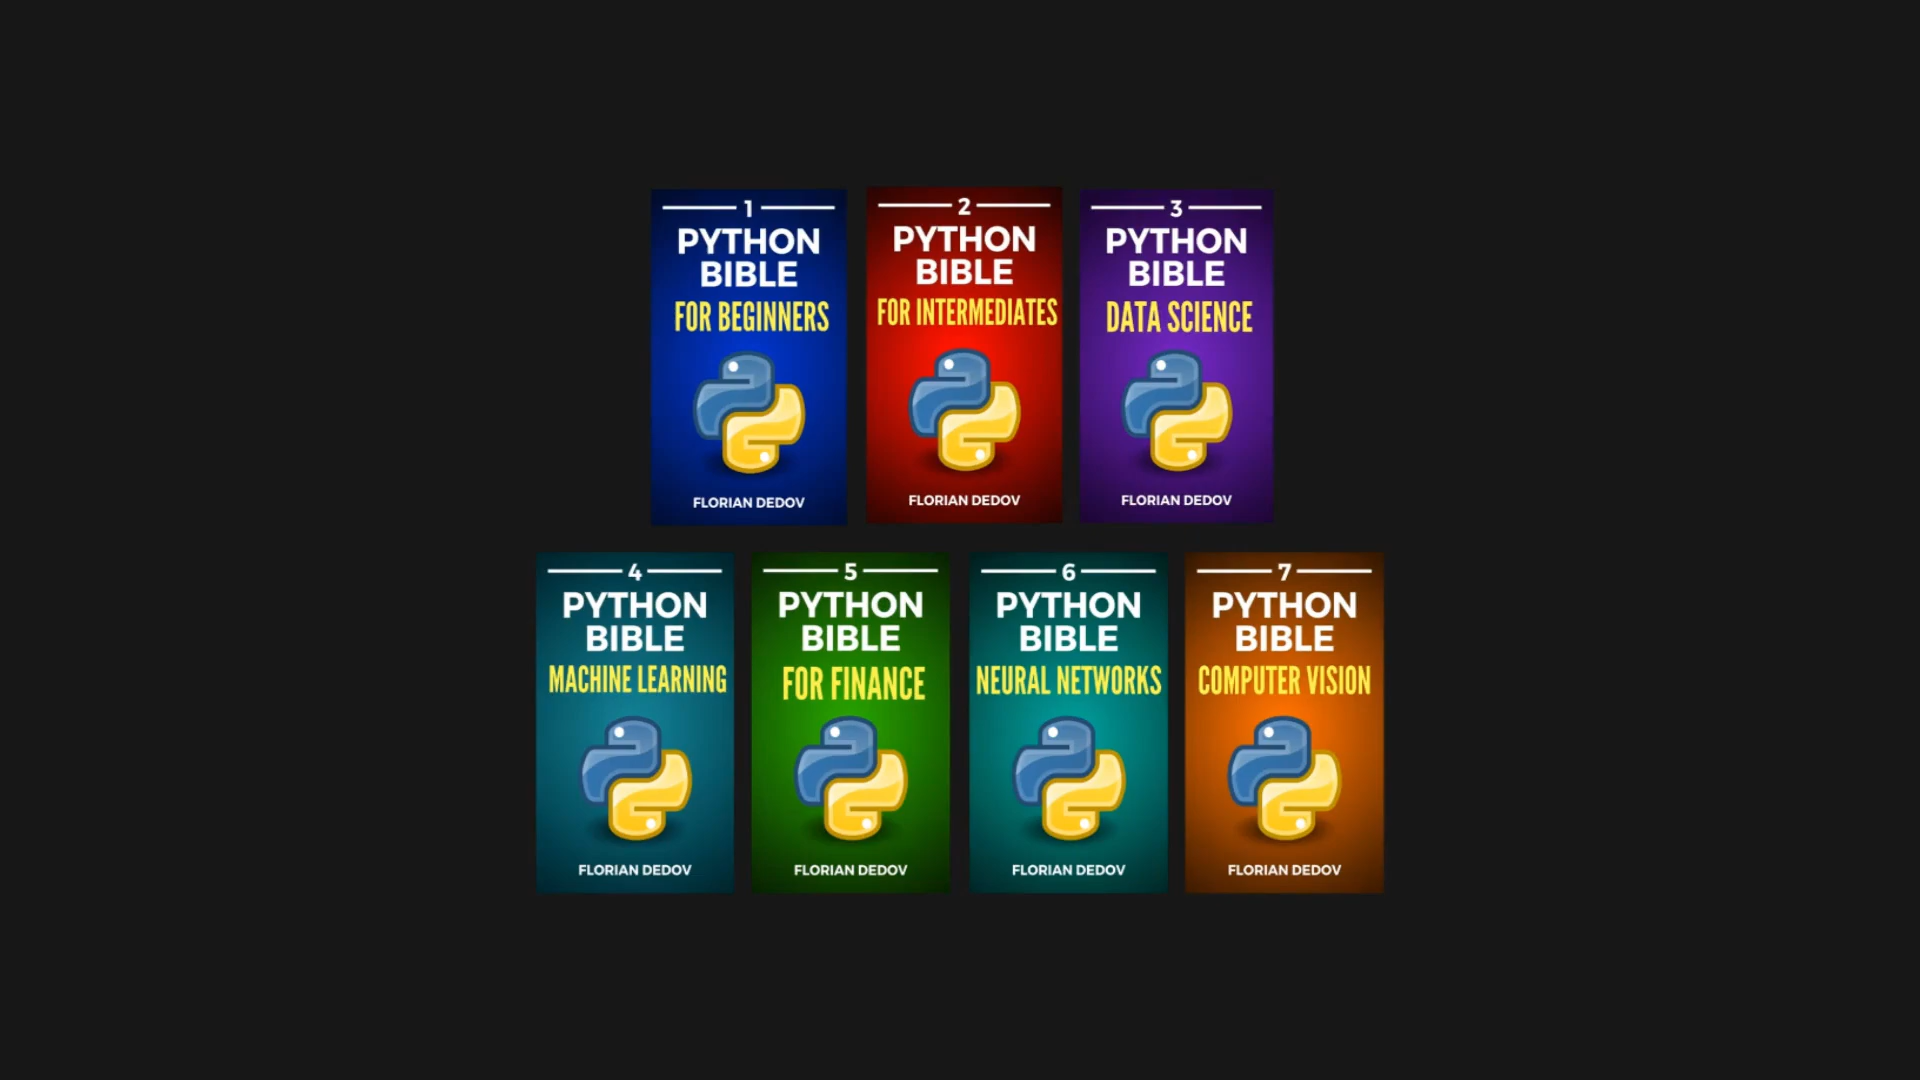 1
PYTHON
BIBLE
FOR BEGINNERS
FLORIAN DEDOV
2
PYTHON
BIBLE
FOR INTERMEDIATES
FLORIAN DEDOV
3
PYTHON
BIBLE
DATA SCIENCE
FLORIAN DEDOV
4
PYTHON
BIBLE
MACHINE LEARNING
FLORIAN DEDOV
5
PYTHON
BIBLE
FOR FINANCE
FLORIAN DEDOV
6
PYTHON
BIBLE
NEURAL NETWORKS
FLORIAN DEDOV
7
PYTHON
BIBLE
COMPUTER VISION
FLORIAN DEDOV